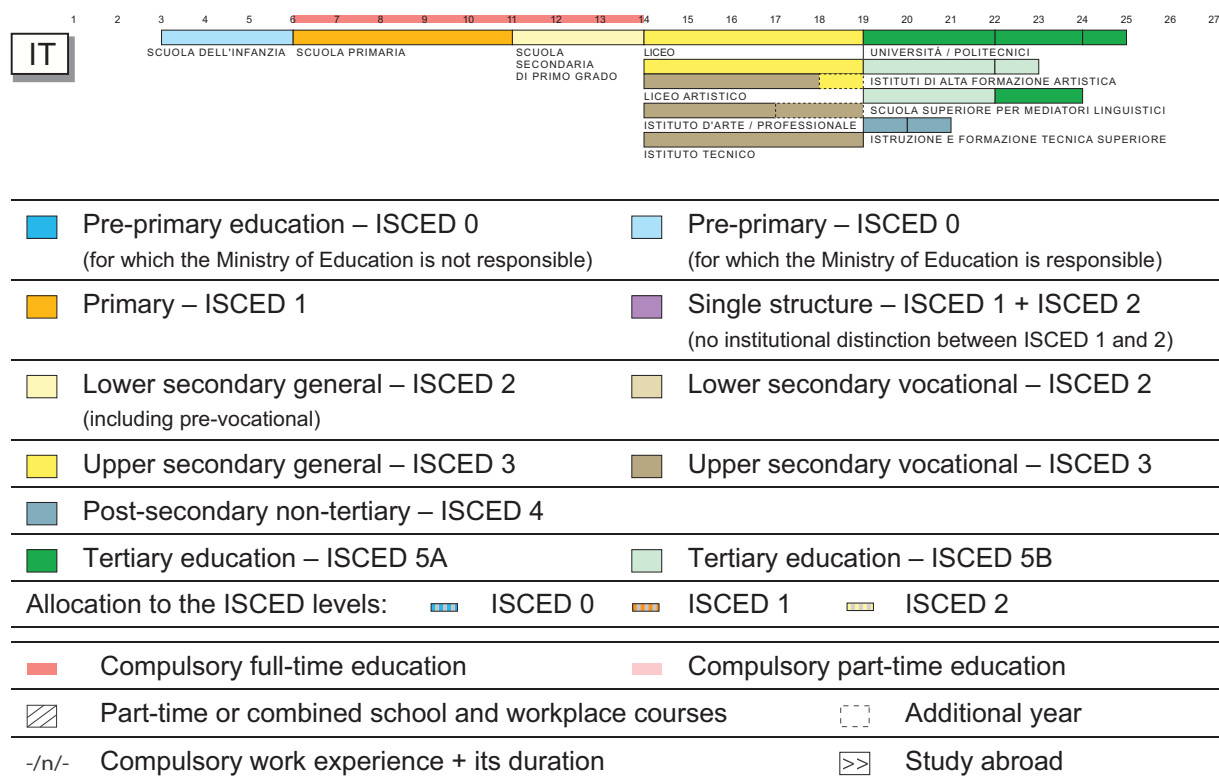 1 2 3 4 5 6 7 8 9 10 11 12 13 14 15 16 17 18 19 20 21 22 23 24 25 26 27
IT
SCUOLA DELL'INFANZIA SCUOLA PRIMARIA SCUOLA LICEO UNIVERSITÁ / POLITECNICI
SECONDARIA
DI PRIMO GRADO
ISTITUTI DI ALTA FORMAZIONE ARTISTICA
LICEO ARTISTICO
SCUOLA SUPERIORE PER MEDIATORI LINGUISTICI
ISTITUTO D'ARTE / PROFESSIONALE
ISTRUZIONE E FORMAZIONE TECNICA SUPERIORE
ISTITUTO TECNICO
Pre-primary education – ISCED 0
(for which the Ministry of Education is not responsible)
Pre-primary – ISCED 0
(for which the Ministry of Education is responsible)
Primary – ISCED 1
Single structure – ISCED 1 + ISCED 2
(no institutional distinction between ISCED 1 and 2)
Lower secondary general – ISCED 2
(including pre-vocational)
Lower secondary vocational – ISCED 2
Upper secondary general – ISCED 3
Upper secondary vocational – ISCED 3
Post-secondary non-tertiary – ISCED 4
Tertiary education – ISCED 5A
Tertiary education – ISCED 5B
Allocation to the ISCED levels: ISCED 0 ISCED 1 ISCED 2
Compulsory full-time education
Compulsory part-time education
Part-time or combined school and workplace courses
Additional year
-/n/- Compulsory work experience + its duration
>> Study abroad